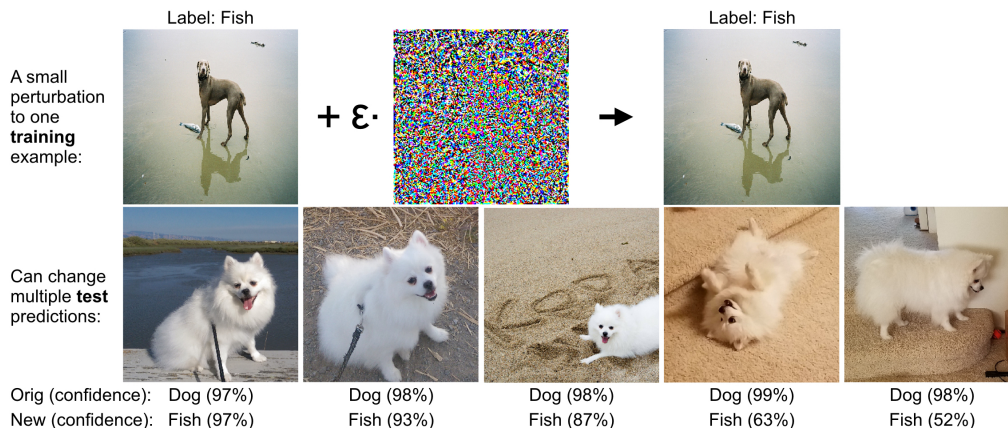 Label: Fish
Label: Fish
A small
perturbation
to one
training
example:
+ ε·
Can change
multiple test
predictions:
Orig (confidence): Dog (97%) Dog (98%) Dog (98%) Dog (99%) Dog (98%)
New (confidence): Fish (97%) Fish (93%) Fish (87%) Fish (63%) Fish (52%)